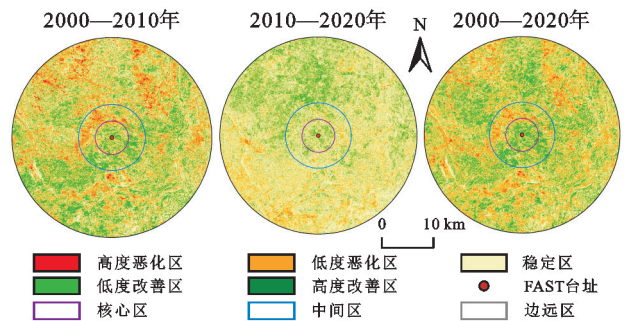 2000—2010年 2010—2020年 2000—2020年
N
0 10 km
高度恶化区 低度恶化区 稳定区
低度改善区 高度改善区 FAST台址
核心区 中间区 边远区